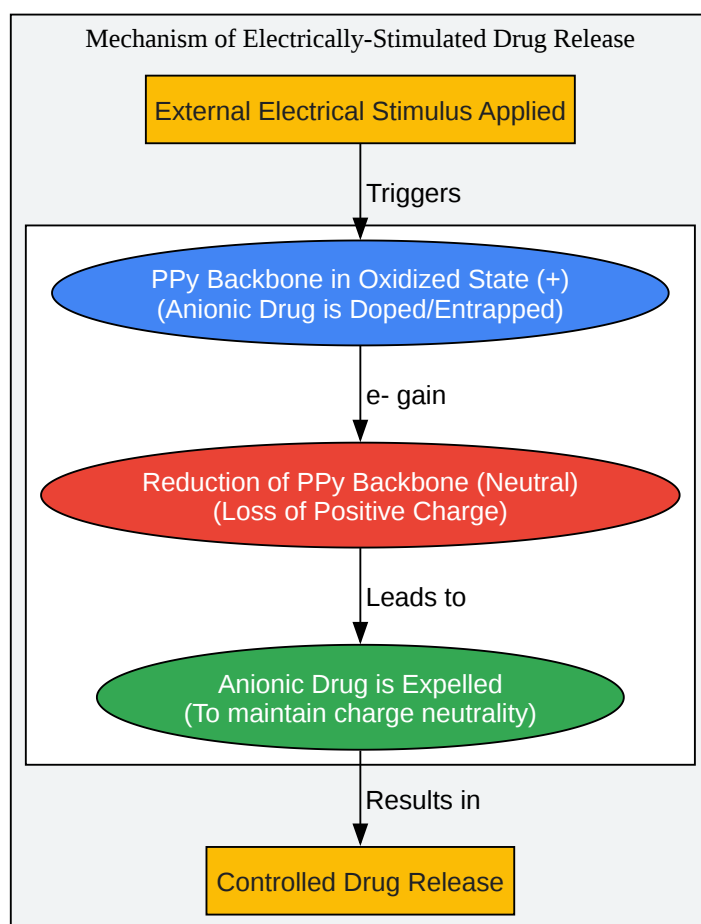 Mechanism of Electrically-Stimulated Drug Release
External Electrical Stimulus Applied
Triggers
PPy Backbone in Oxidized State (+)
(Anionic Drug is Doped/Entrapped)
e- gain
Reduction of PPy Backbone (Neutral)
(Loss of Positive Charge)
Leads to
Anionic Drug is Expelled
(To maintain charge neutrality)
Results in
Controlled Drug Release